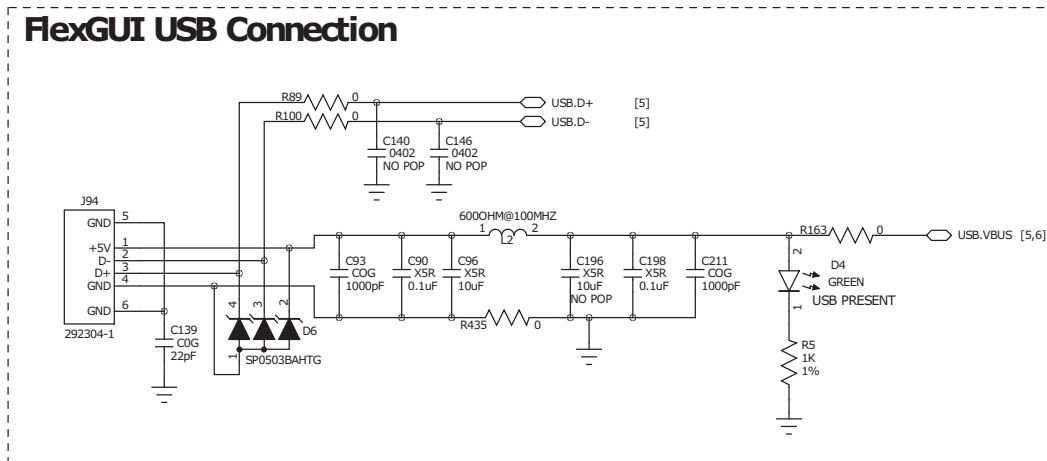 FlexGUI USB Connection
R89 0 USB.D+ [5]
R100 0 USB.D- [5]
C140
0402
NO POP
C146
0402
NO POP
J94
GND 5
+5V 1
D- 2
D+ 3
GND 4
GND 6
292304-1
C139
C0G
22pF
4 3 2
D6
1
SP0503BAHTG
600OHM@100MHZ
1 2
L2
C93
COG
1000pF
C90
X5R
0.1uF
C96
X5R
10uF
R435 0
C196
X5R
10uF
NO POP
C198
X5R
0.1uF
C211
COG
1000pF
R163 0 USB.VBUS [5,6]
2
D4
GREEN
USB PRESENT
1
R5
1K
1%